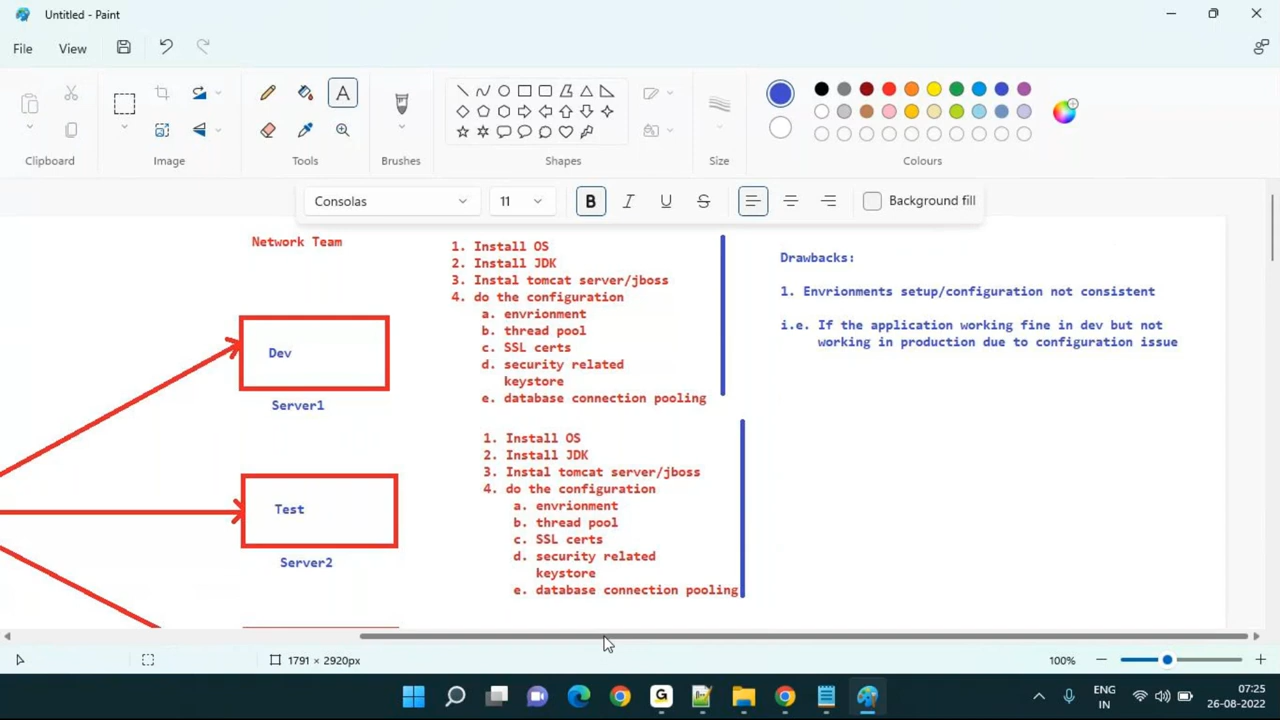 Untitled - Paint
File
View
Clipboard
Image
Tools
Brushes
Shapes
Size
Colours
Consolas
11
B
I
U
S
Background fill
Network Team
Dev
Server1
Test
Server2
1. Install OS
2. Install JDK
3. Instal tomcat server/jboss
4. do the configuration
a. envrionment
b. thread pool
c. SSL certs
d. security related
keystore
e. database connection pooling
1. Install OS
2. Install JDK
3. Instal tomcat server/jboss
4. do the configuration
a. envrionment
b. thread pool
c. SSL certs
d. security related
keystore
e. database connection pooling
Drawbacks:
1. Envrionments setup/configuration not consistent
i.e. If the application working fine in dev but not
working in production due to configuration issue
1791 × 2920px
100%
ENG
IN
07:25
26-08-2022